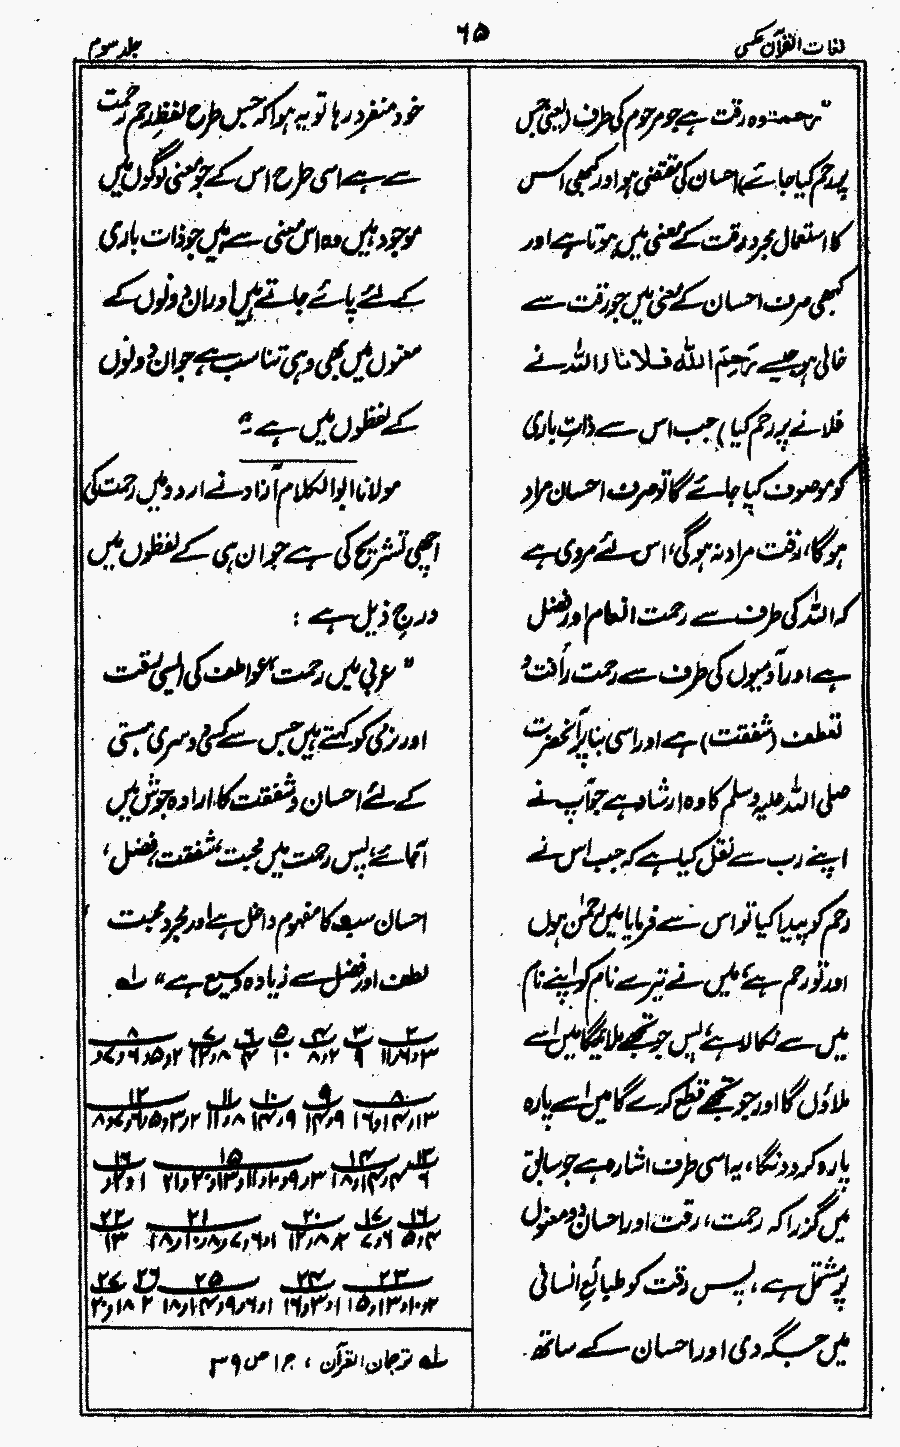 لغات القرآن عکسی
۶۵
جلد سوم
"رحمت وہ رقت ہے جو مرحوم کی طرف (یعنی جس
پر رحم کیا جائے) احسان کی مقتضی ہو اور کبھی اس
کا استعمال مجرد رقت کے معنی میں ہوتا ہے اور
کبھی صرف احسان کے معنی میں جو رقت سے
خالی ہو جیسے رَحِمَ اللہُ فلانا (اللہ نے
فلانے پر رحم کیا) جب اس سے ذاتِ باری
کو موصوف کیا جائے گا تو صرف احسان مراد
ہوگا، رقت مراد نہ ہوگی، اس لئے مروی ہے
کہ اللہ کی طرف سے رحمت انعام اور فضل
ہے اور آدمیوں کی طرف سے رحمت رأفت و
تعطف (شفقت) ہے اور اسی بنا پر آنحضرت
صلی اللہ علیہ وسلم کا وہ ارشاد ہے جو آپ نے
اپنے رب سے نقل کیا ہے کہ جب اس نے
رحم کو پیدا کیا تو اس سے فرمایا میں رحمٰن ہوں
اور تو رحم ہے، میں نے تیرے نام کو اپنے نام
میں سے نکالا ہے، پس جو تجھے ملائیگا میں اسے
ملاؤں گا اور جو تجھے قطع کرے گا میں اسے پارہ
پارہ کر دونگا، یہ اسی طرف اشارہ ہے جو سابق
میں گزرا کہ رحمت، رقت اور احسان دو معنوں
پر مشتمل ہے، پس رقت کو طبائعِ انسانی
میں جگہ دی اور احسان کے ساتھ
خود منفرد رہا تو یہ ہوا کہ جس طرح لفظِ رحم رحمت
سے ہے اسی طرح اس کے جو معنی لوگوں میں
موجود ہیں وہ اس معنی سے ہیں جو ذات باری
کے لئے پائے جاتے ہیں اور ان دونوں کے
معنوں میں بھی وہی تناسب ہے جو ان دونوں
کے لفظوں میں ہے"
مولانا ابوالکلام آزاد نے اردو میں رحمت کی
اچھی تشریح کی ہے جو ان ہی کے لفظوں میں
درج ذیل ہے :
"عربی میں رحمت" عواطف کی ایسی رقت
اور نرمی کو کہتے ہیں جس سے کسی دوسری ہستی
کے لئے احسان و شفقت کا ارادہ جوش میں
آجائے، پس رحمت میں محبت، شفقت، فضل،
احسان سب کا مفہوم داخل ہے اور مجرد محبت
لطف اور فضل سے زیادہ وسیع ہے" لہ
لہ ترجمان القرآن ، ج ۱ ص ۳۹